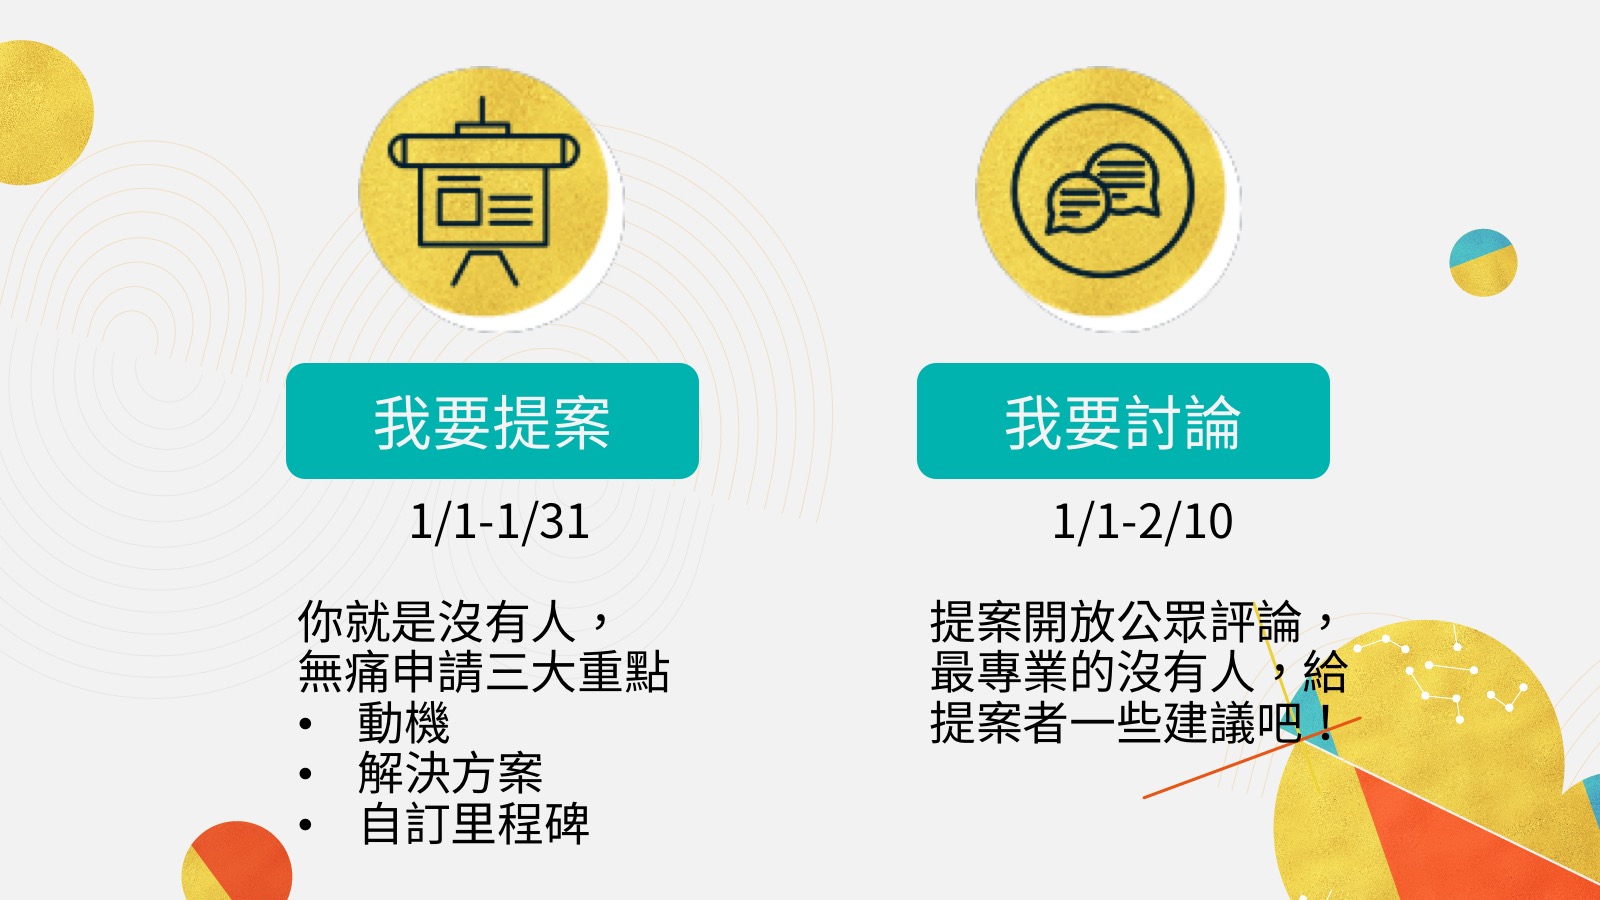 我要提案
1/1-1/31
你就是沒有人，
無痛申請三大重點
• 動機
• 解決方案
• 自訂里程碑
我要討論
1/1-2/10
提案開放公眾評論，
最專業的沒有人，給
提案者一些建議吧！